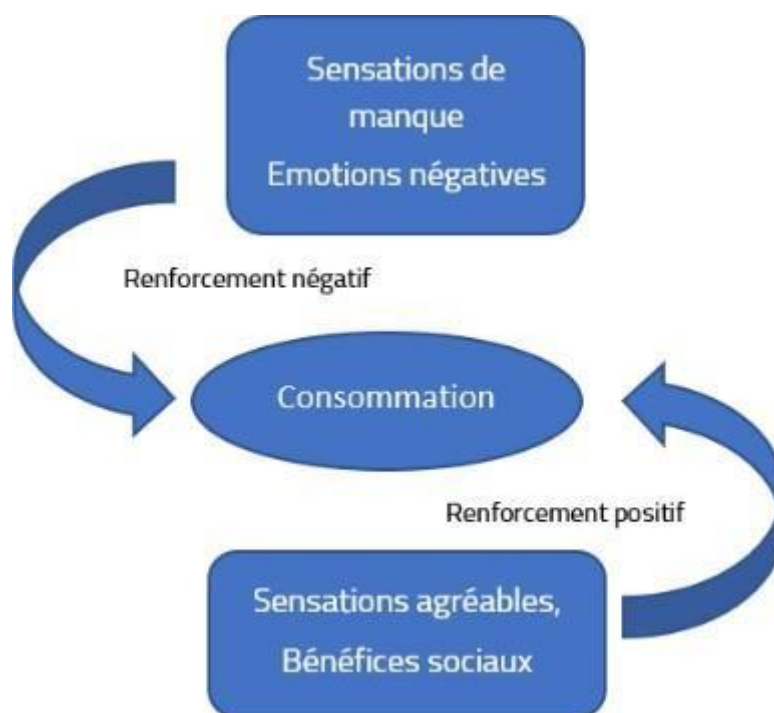 Sensations de
manque
Emotions négatives
Renforcement négatif
Consommation
Renforcement positif
Sensations agréables,
Bénéfices sociaux